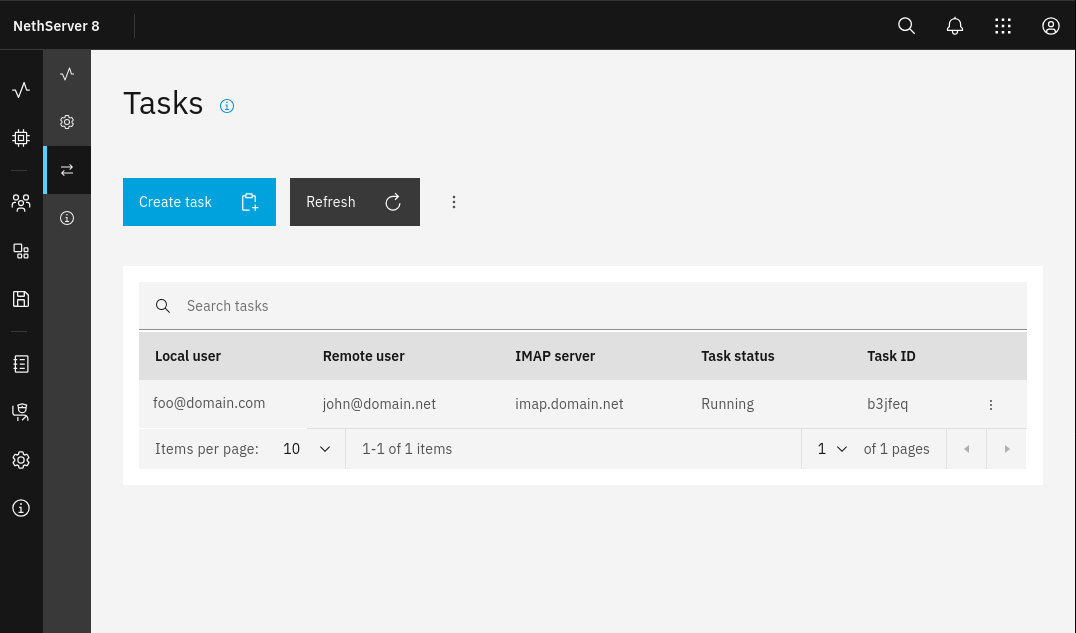 NethServer 8
Tasks
Create task
Refresh
Search tasks
Local user Remote user IMAP server Task status Task ID
foo@domain.com john@domain.net imap.domain.net Running b3jfeq
Items per page: 10 1-1 of 1 items 1 of 1 pages